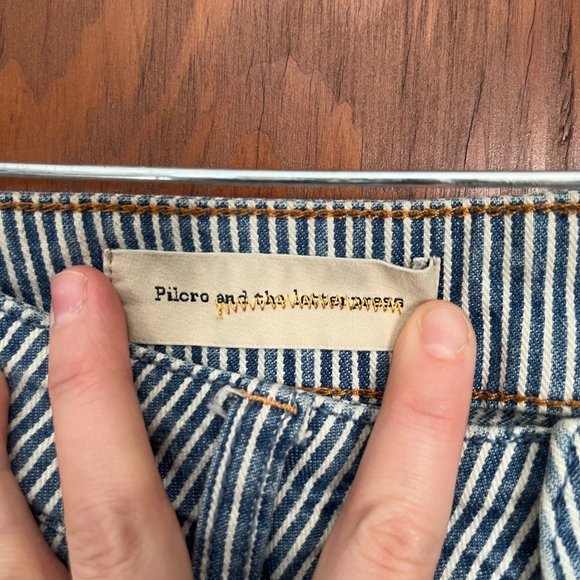 Pilcro and the letterpress